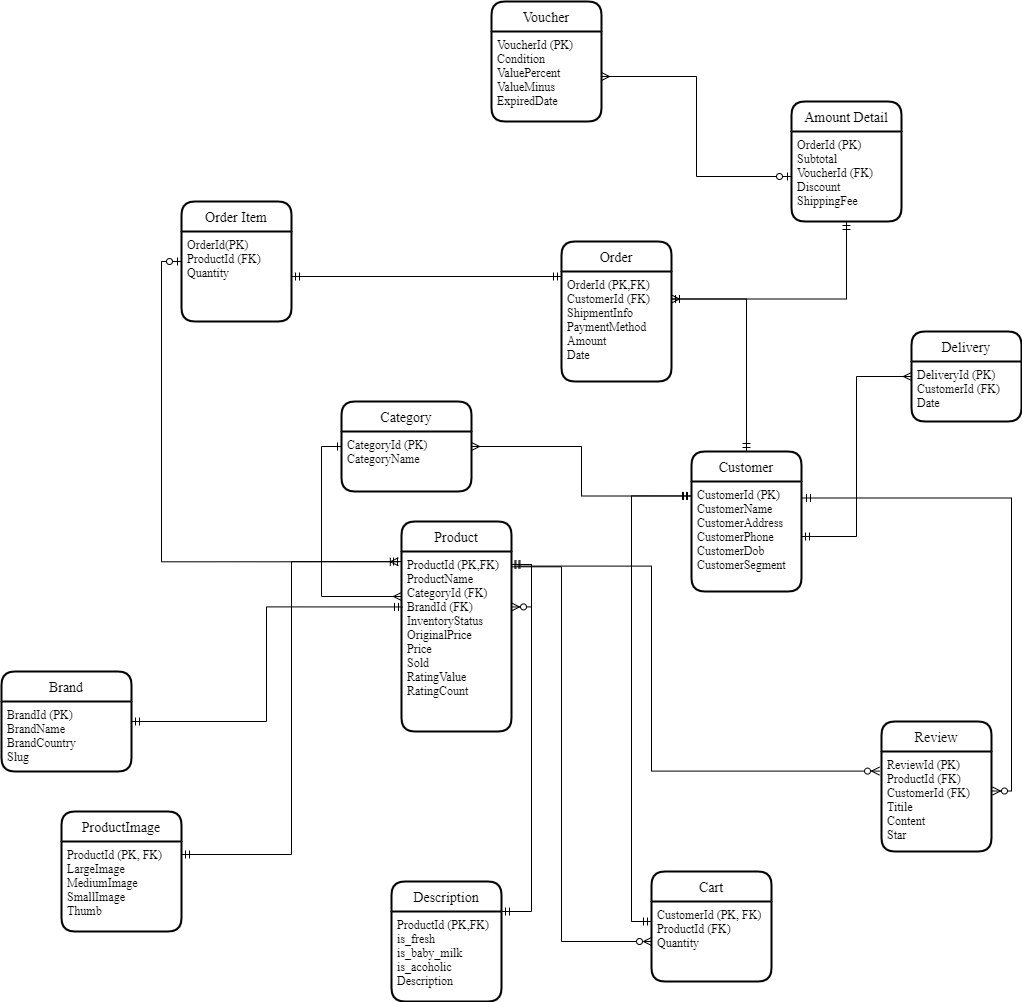 Voucher
VoucherId (PK)
Condition
ValuePercent
ValueMinus
ExpiredDate
Amount Detail
OrderId (PK)
Subtotal
VoucherId (FK)
Discount
ShippingFee
Order Item
OrderId(PK)
ProductId (FK)
Quantity
Order
OrderId (PK,FK)
CustomerId (FK)
ShipmentInfo
PaymentMethod
Amount
Date
Delivery
DeliveryId (PK)
CustomerId (FK)
Date
Category
CategoryId (PK)
CategoryName
Customer
CustomerId (PK)
CustomerName
CustomerAddress
CustomerPhone
CustomerDob
CustomerSegment
Product
ProductId (PK,FK)
ProductName
CategoryId (FK)
BrandId (FK)
InventoryStatus
OriginalPrice
Price
Sold
RatingValue
RatingCount
Brand
BrandId (PK)
BrandName
BrandCountry
Slug
Review
ReviewId (PK)
ProductId (FK)
CustomerId (FK)
Titile
Content
Star
ProductImage
ProductId (PK, FK)
LargeImage
MediumImage
SmallImage
Thumb
Description
ProductId (PK,FK)
is_fresh
is_baby_milk
is_acoholic
Description
Cart
CustomerId (PK, FK)
ProductId (FK)
Quantity